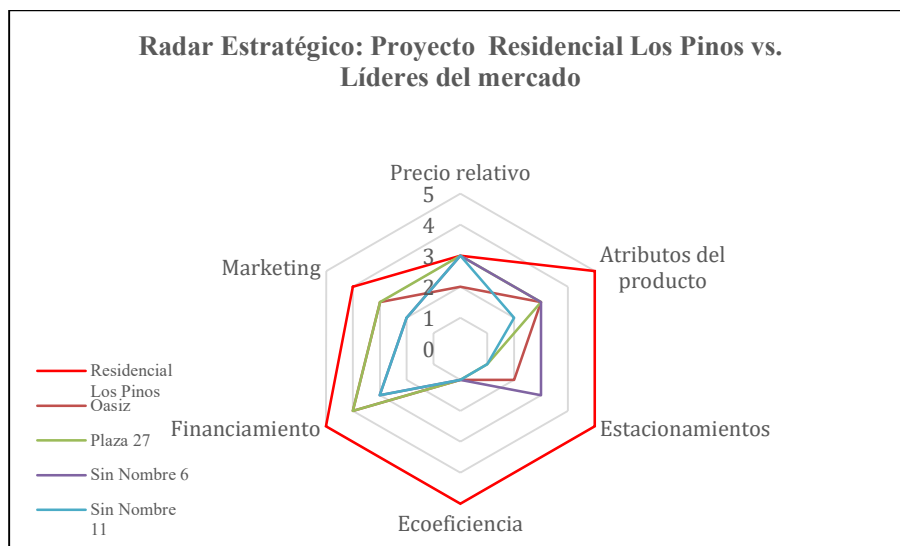 Radar Estratégico: Proyecto Residencial Los Pinos vs.
Líderes del mercado
Precio relativo
5
4
3
2
1
0
Atributos del
producto
Estacionamientos
Ecoeficiencia
Financiamiento
Marketing
Residencial
Los Pinos
Oasiz
Plaza 27
Sin Nombre 6
Sin Nombre
11